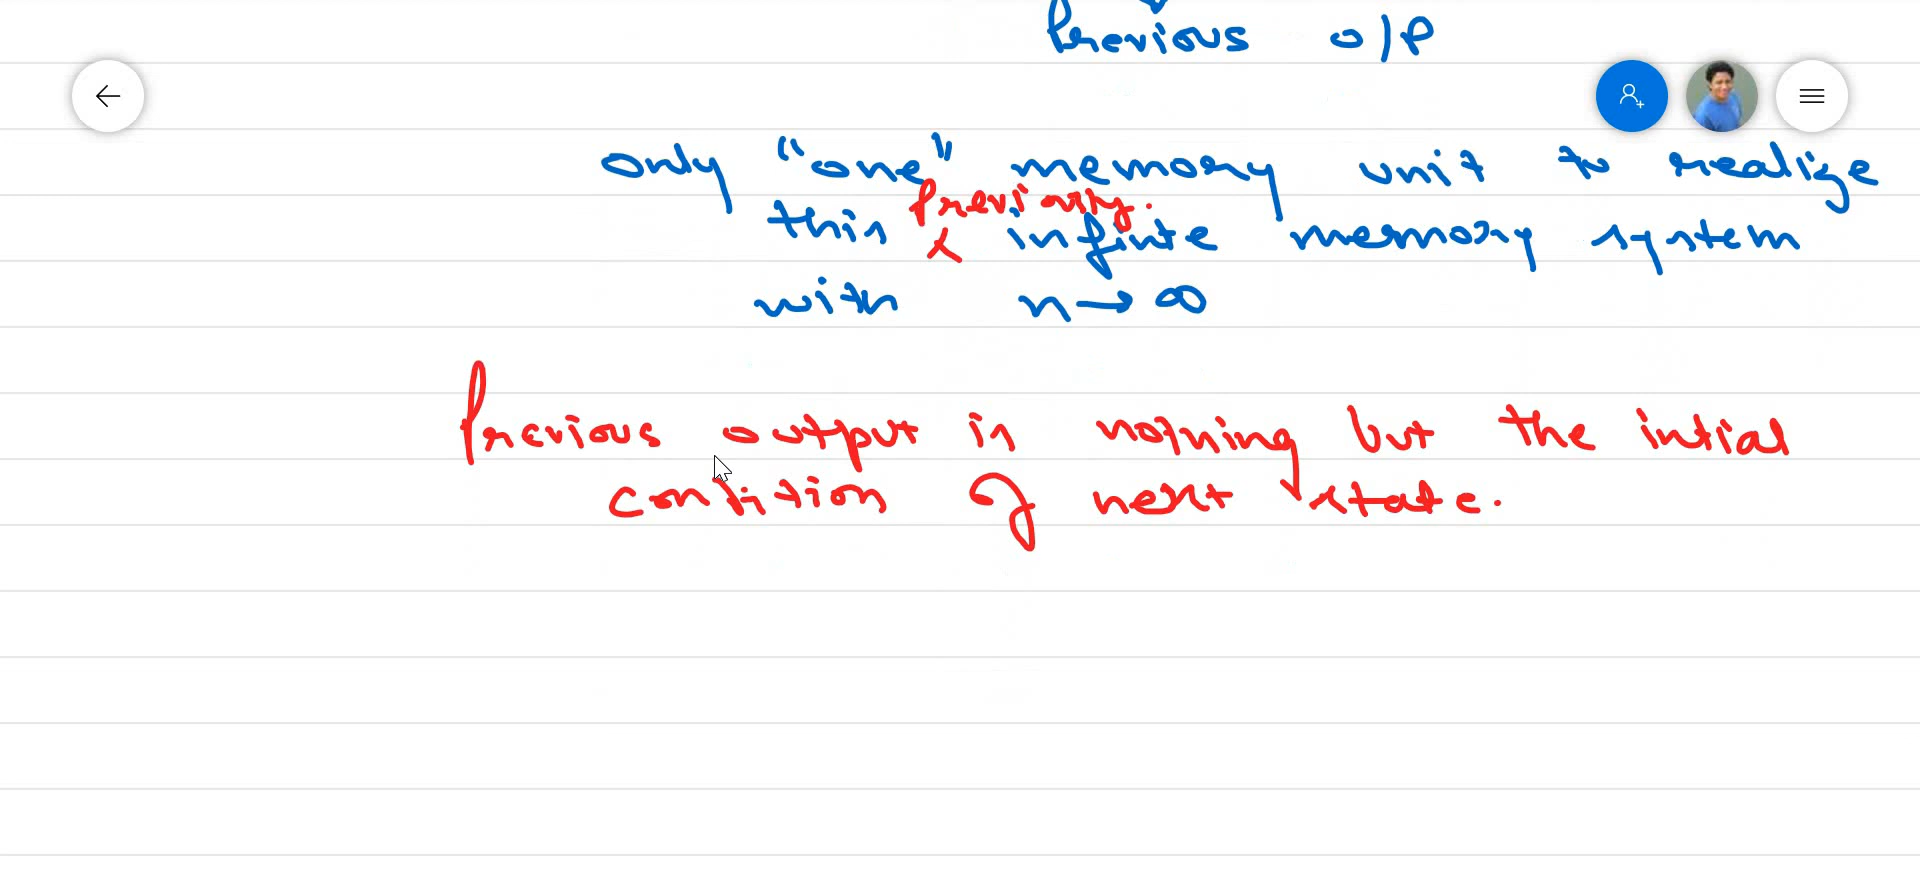 Previous o/p
only "one" memory unit to realize
previously.
this infinte memory system
with n → ∞
Previous output is nothing but the intial
condition of next state.